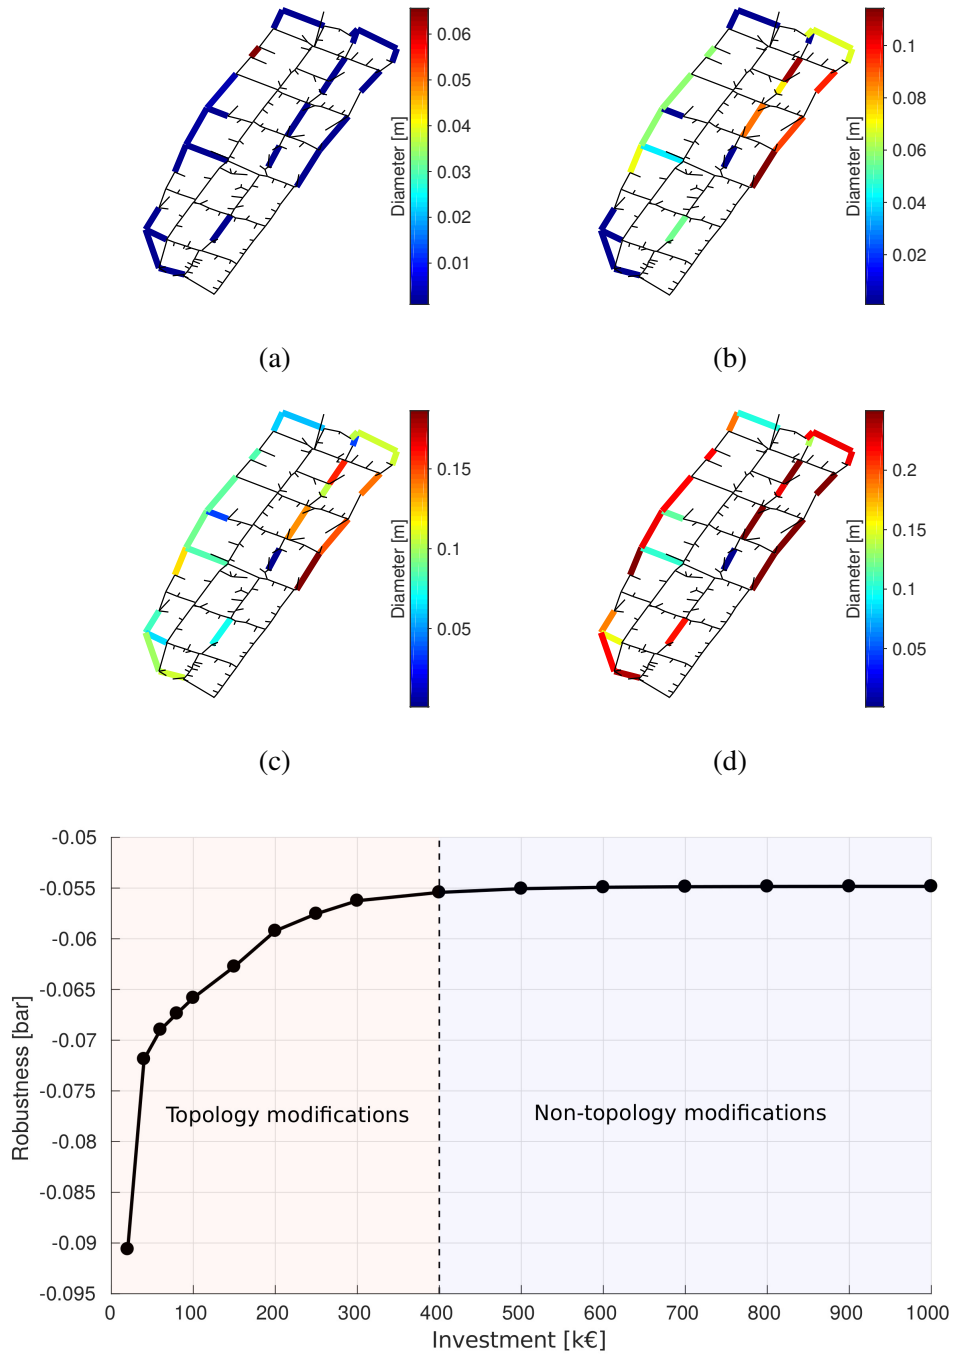 0.06
0.05
0.04
0.03
0.02
0.01
Diameter [m]
0.1
0.08
0.06
0.04
0.02
Diameter [m]
(a)
(b)
0.15
0.1
0.05
Diameter [m]
0.2
0.15
0.1
0.05
Diameter [m]
(c)
(d)
-0.05
-0.055
-0.06
-0.065
-0.07
-0.075
-0.08
-0.085
-0.09
-0.095
Robustness [bar]
Topology modifications
Non-topology modifications
0 100 200 300 400 500 600 700 800 900 1000
Investment [k€]